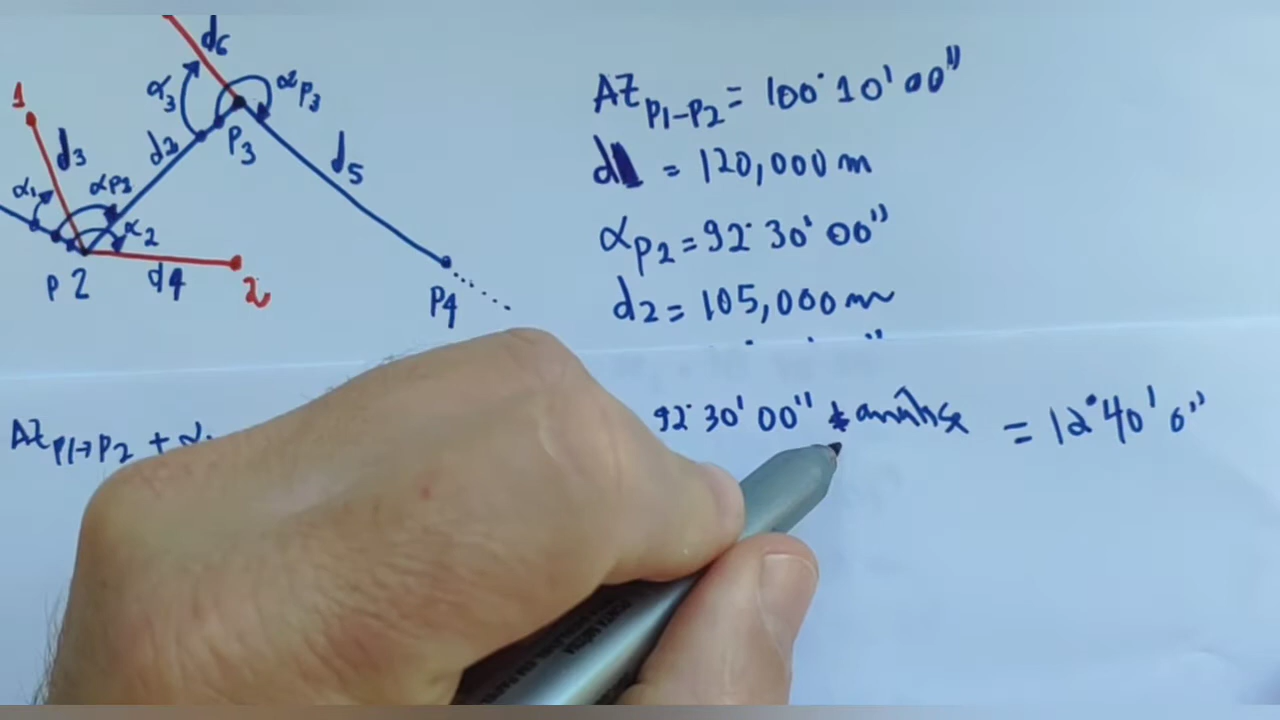 d6
1
α3
αP3
d3
d2
P3
d5
α1
αP2
α2
P2
d4
2
P4
AZP1-P2 = 100°10'00"
d1 = 120,000 m
αP2 = 92°30'00"
d2 = 105,000 m
AZP1→P2 + 92°30'00" ± análise = 12°40'0"